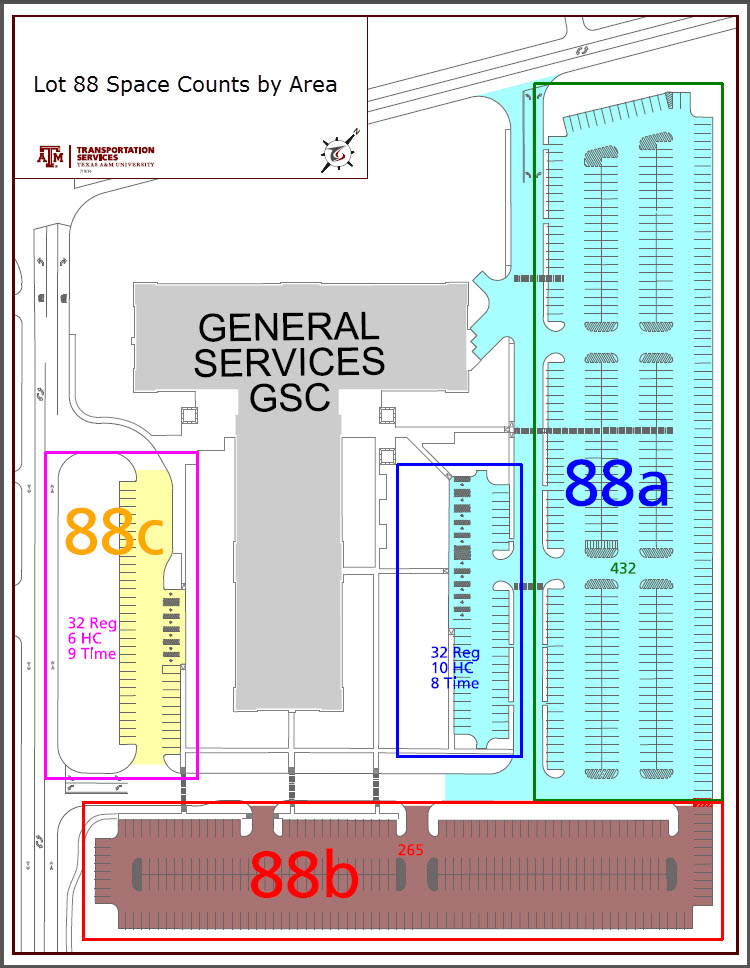 Lot 88 Space Counts by Area
N
ATM
TRANSPORTATION
SERVICES
TEXAS A&M UNIVERSITY
GENERAL
SERVICES
GSC
88a
432
88c
32 Reg
6 HC
9 Time
32 Reg
10 HC
8 Time
265
88b